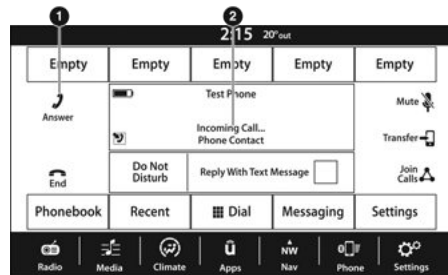 1 2
2:15 20°out
Empty Empty Empty Empty Empty
Test Phone
Answer
Mute
Incoming Call...
Phone Contact
Transfer
End
Do Not
Disturb
Reply With Text Message
Join
Calls
Phonebook Recent Dial Messaging Settings
û NW
Radio Media Climate Apps Nav Phone Settings